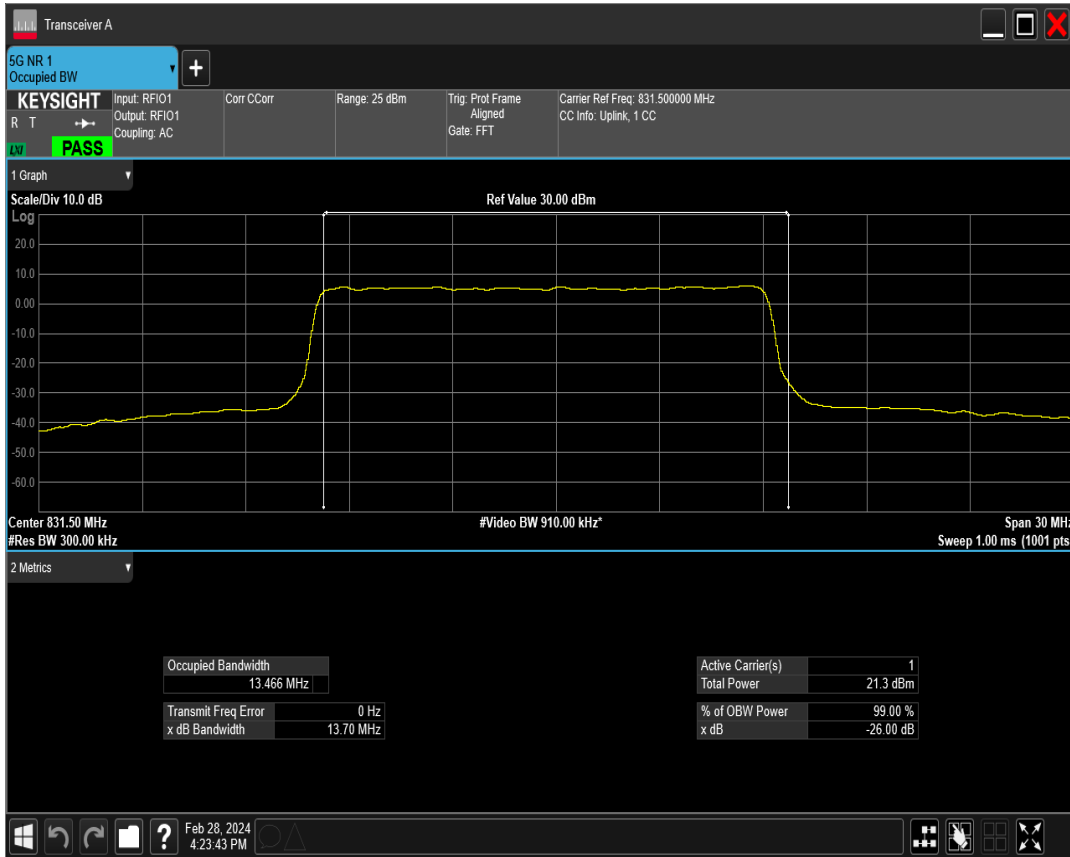 Transceiver A
5G NR 1
Occupied BW
KEYSIGHT
R T
LXI
PASS
Input: RFIO1
Output: RFIO1
Coupling: AC
Corr CCorr
Range: 25 dBm
Trig: Prot Frame
Aligned
Gate: FFT
Carrier Ref Freq: 831.500000 MHz
CC Info: Uplink, 1 CC
1 Graph
Scale/Div 10.0 dB
Ref Value 30.00 dBm
Log
20.0
10.0
0.00
-10.0
-20.0
-30.0
-40.0
-50.0
-60.0
Center 831.50 MHz
#Video BW 910.00 kHz*
Span 30 MHz
#Res BW 300.00 kHz
Sweep 1.00 ms (1001 pts
2 Metrics
Occupied Bandwidth
13.466 MHz
Transmit Freq Error 0 Hz
x dB Bandwidth 13.70 MHz
Active Carrier(s) 1
Total Power 21.3 dBm
% of OBW Power 99.00 %
x dB -26.00 dB
?
Feb 28, 2024
4:23:43 PM